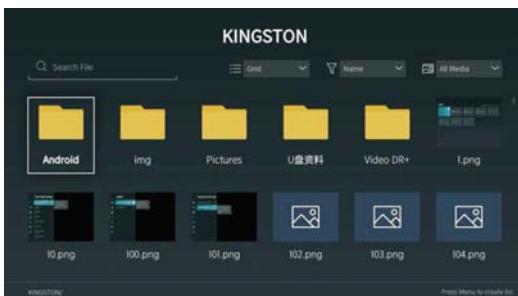 KINGSTON
Search File
Grid
Name
All Media
Android
img
Pictures
U盘资料
Video DR+
1.png
10.png
100.png
101.png
102.png
103.png
104.png
KINGSTON/
Press Menu to create list